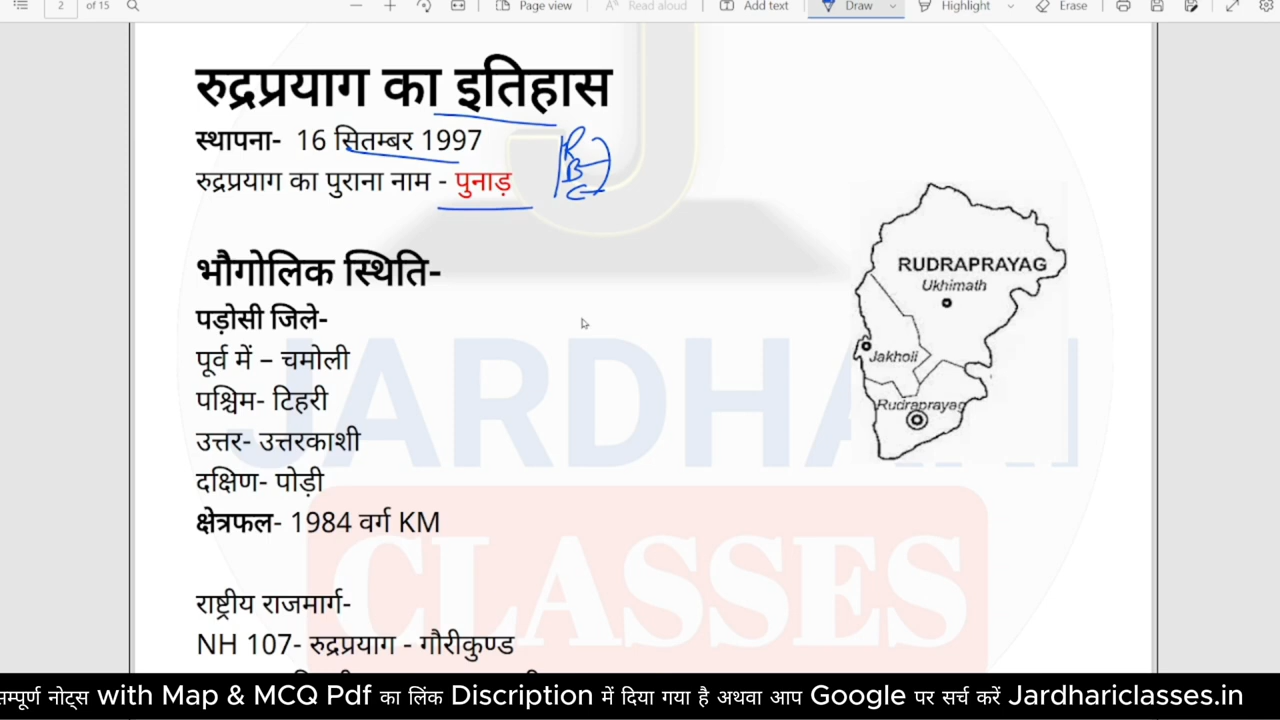 2 of 15 Page view Read aloud Add text Draw Highlight Erase
रुद्रप्रयाग का इतिहास
स्थापना- 16 सितम्बर 1997
रुद्रप्रयाग का पुराना नाम - पुनाड़
R
B
C
भौगोलिक स्थिति-
पड़ोसी जिले-
पूर्व में – चमोली
पश्चिम- टिहरी
उत्तर- उत्तरकाशी
दक्षिण- पोड़ी
क्षेत्रफल- 1984 वर्ग KM
राष्ट्रीय राजमार्ग-
NH 107- रुद्रप्रयाग - गौरीकुण्ड
RUDRAPRAYAG
Ukhimath
Jakholi
Rudraprayag
JARDHARI
CLASSES
सम्पूर्ण नोट्स with Map & MCQ Pdf का लिंक Discription में दिया गया है अथवा आप Google पर सर्च करें Jardhariclasses.in